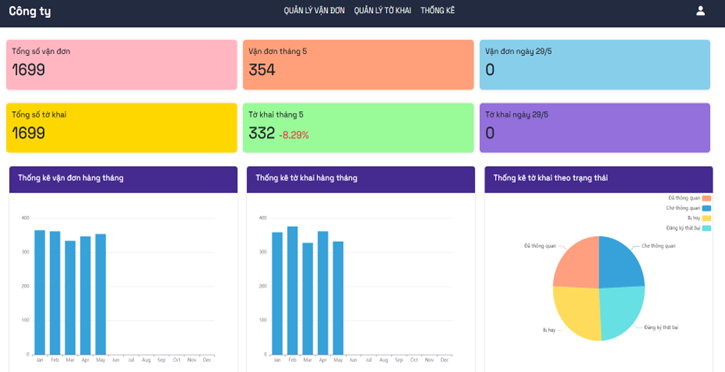 Công ty
QUẢN LÝ VẬN ĐƠN QUẢN LÝ TỜ KHAI THỐNG KÊ
Tổng số vận đơn
1699
Vận đơn tháng 5
354
Vận đơn ngày 29/5
0
Tổng số tờ khai
1699
Tờ khai tháng 5
332 -8.29%
Tờ khai ngày 29/5
0
Thống kê vận đơn hàng tháng
400
300
200
100
0
Jan Feb Mar Apr May Jun Jul Aug Sep Oct Nov Dec
Thống kê tờ khai hàng tháng
400
300
200
100
0
Jan Feb Mar Apr May Jun Jul Aug Sep Oct Nov Dec
Thống kê tờ khai theo trạng thái
Đã thông quan
Chờ thông quan
Bị hủy
Đăng ký thất bại
Đã thông quan
Chờ thông quan
Bị hủy
Đăng ký thất bại